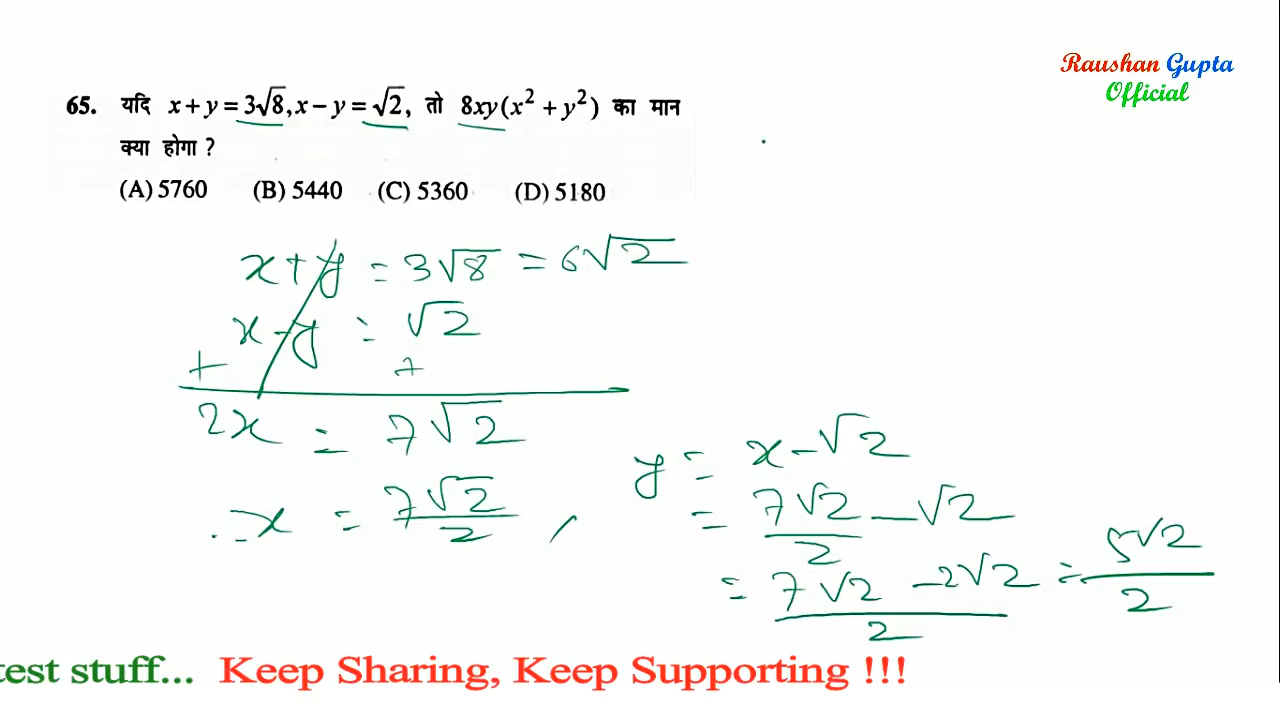 Raushan Gupta
Official
65. यदि x + y = 3√8, x − y = √2, तो 8xy(x² + y²) का मान
क्या होगा ?
(A) 5760 (B) 5440 (C) 5360 (D) 5180
x + y = 3√8 = 6√2
x − y = √2
+ +
2x = 7√2
∴ x = 7√2/2 ,
y = x − √2
= 7√2/2 − √2
= (7√2 − 2√2)/2 = 5√2/2
test stuff... Keep Sharing, Keep Supporting !!!